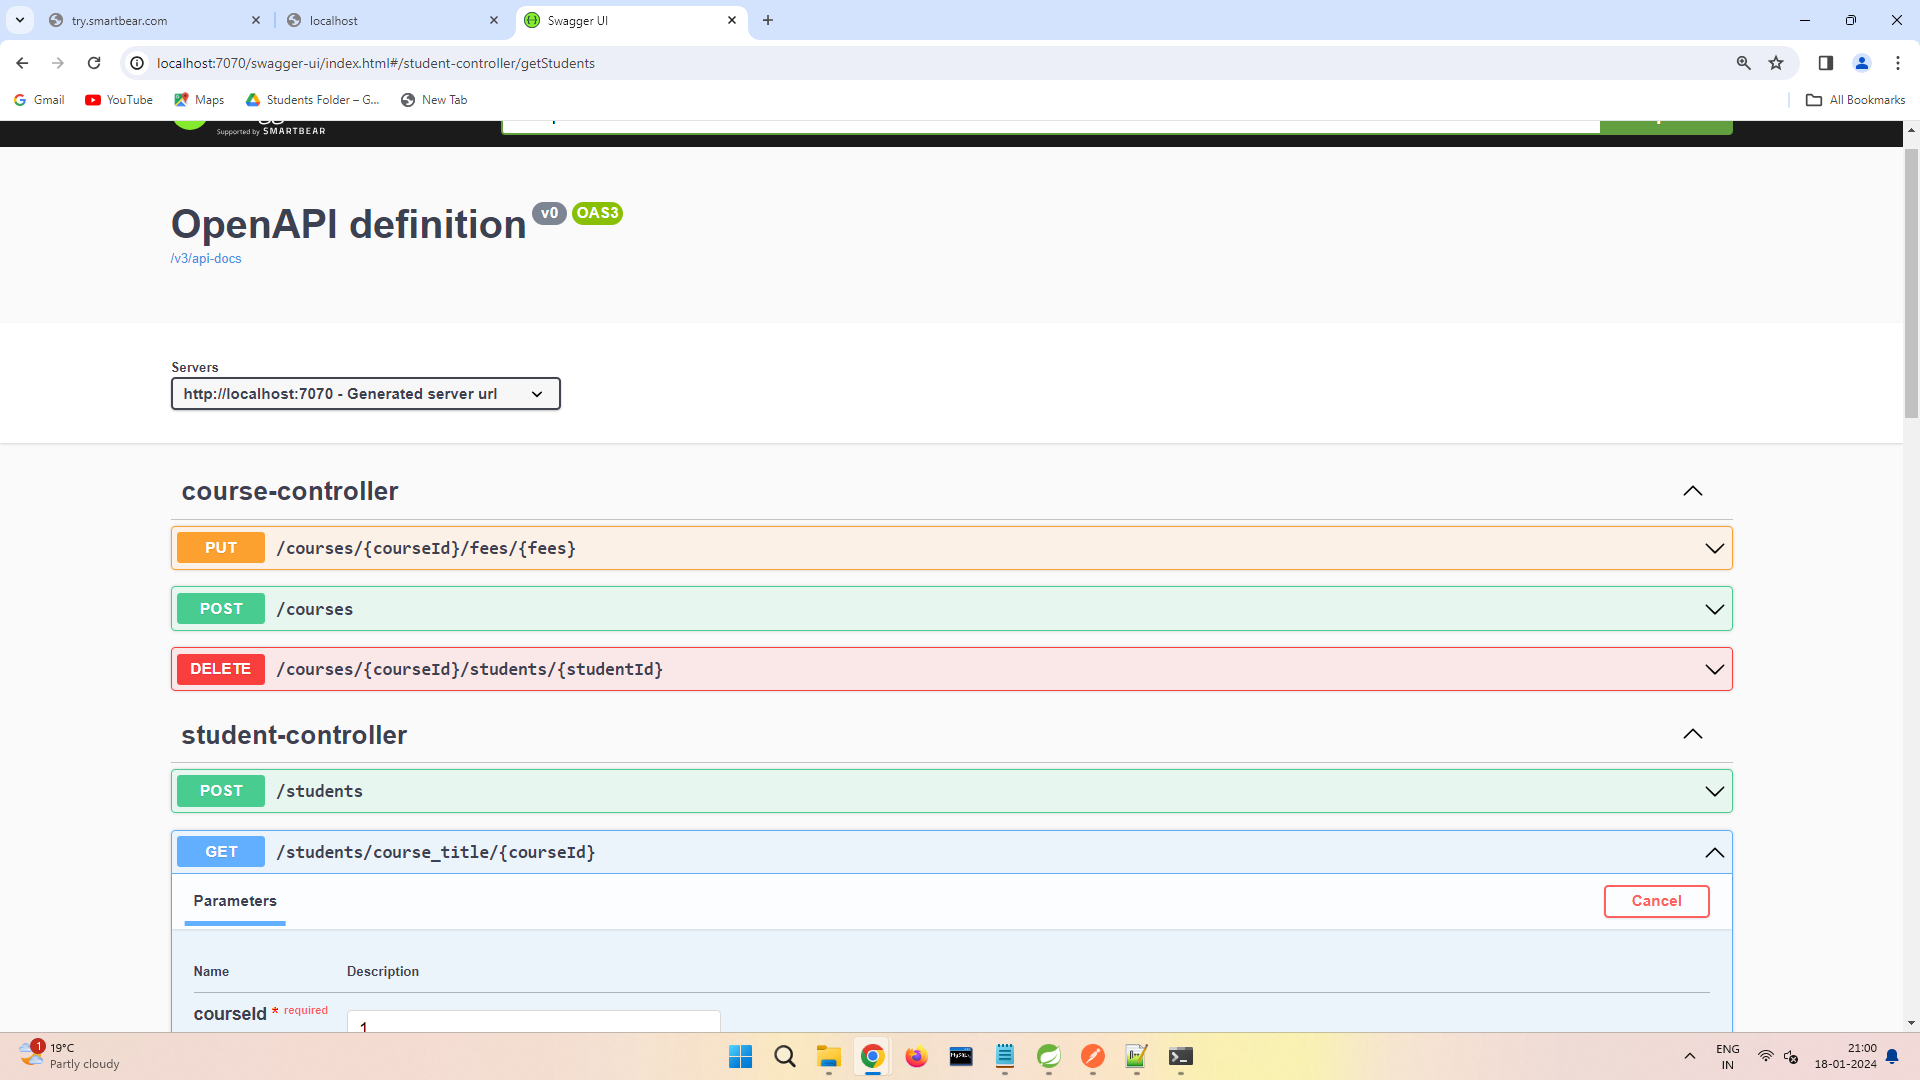 try.smartbear.com
localhost
Swagger UI
localhost:7070/swagger-ui/index.html#/student-controller/getStudents
Gmail
YouTube
Maps
Students Folder – G...
New Tab
All Bookmarks
Supported by SMARTBEAR
OpenAPI definition v0 OAS3
/v3/api-docs
Servers
http://localhost:7070 - Generated server url
course-controller
PUT /courses/{courseId}/fees/{fees}
POST /courses
DELETE /courses/{courseId}/students/{studentId}
student-controller
POST /students
GET /students/course_title/{courseId}
Parameters
Cancel
Name Description
courseId * required
1
1
19°C
Partly cloudy
MySQL
ENG
IN
21:00
18-01-2024